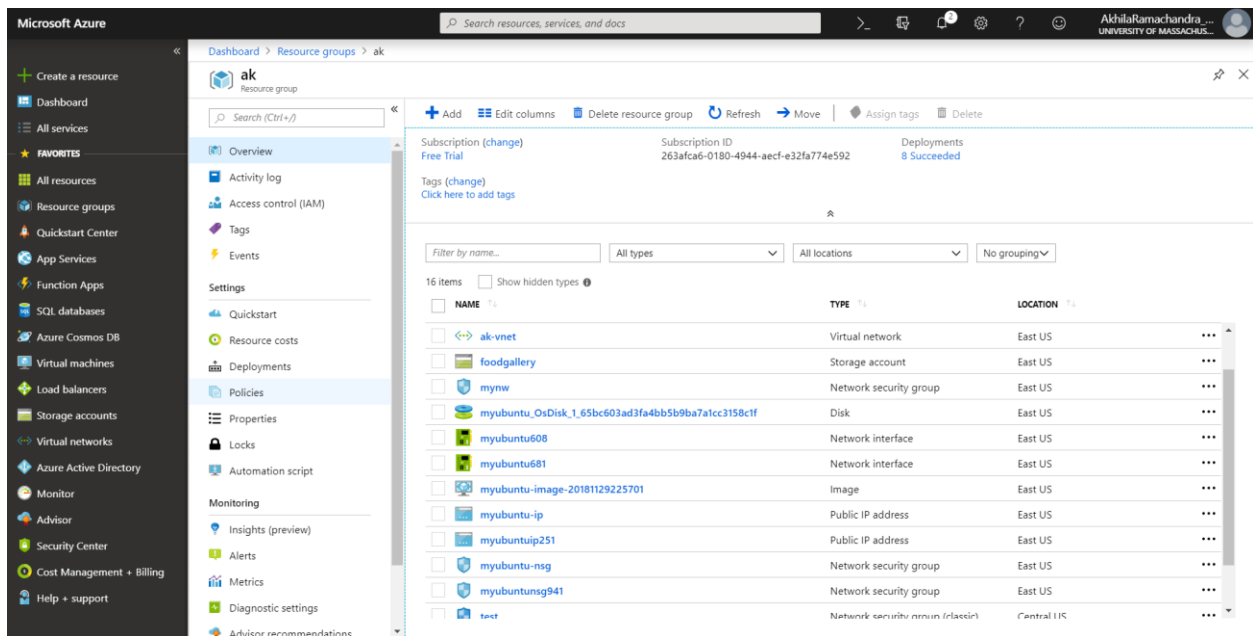 Microsoft Azure
Search resources, services, and docs
2
AkhilaRamachandra_...
UNIVERSITY OF MASSACHUS...
Create a resource
Dashboard
All services
FAVORITES
All resources
Resource groups
Quickstart Center
App Services
Function Apps
SQL databases
Azure Cosmos DB
Virtual machines
Load balancers
Storage accounts
Virtual networks
Azure Active Directory
Monitor
Advisor
Security Center
Cost Management + Billing
Help + support
Dashboard > Resource groups > ak
ak
Resource group
Search (Ctrl+/)
Overview
Activity log
Access control (IAM)
Tags
Events
Settings
Quickstart
Resource costs
Deployments
Policies
Properties
Locks
Automation script
Monitoring
Insights (preview)
Alerts
Metrics
Diagnostic settings
Advisor recommendations
Add Edit columns Delete resource group Refresh Move Assign tags Delete
Subscription (change) Subscription ID Deployments
Free Trial 263afca6-0180-4944-aecf-e32fa774e592 8 Succeeded
Tags (change)
Click here to add tags
Filter by name... All types All locations No grouping
16 items Show hidden types
NAME TYPE LOCATION
ak-vnet Virtual network East US
foodgallery Storage account East US
mynw Network security group East US
myubuntu_OsDisk_1_65bc603ad3fa4bb5b9ba7a1cc3158c1f Disk East US
myubuntu608 Network interface East US
myubuntu681 Network interface East US
myubuntu-image-20181129225701 Image East US
myubuntu-ip Public IP address East US
myubuntuip251 Public IP address East US
myubuntu-nsg Network security group East US
myubuntunsg941 Network security group East US
test Network security group (classic) Central US